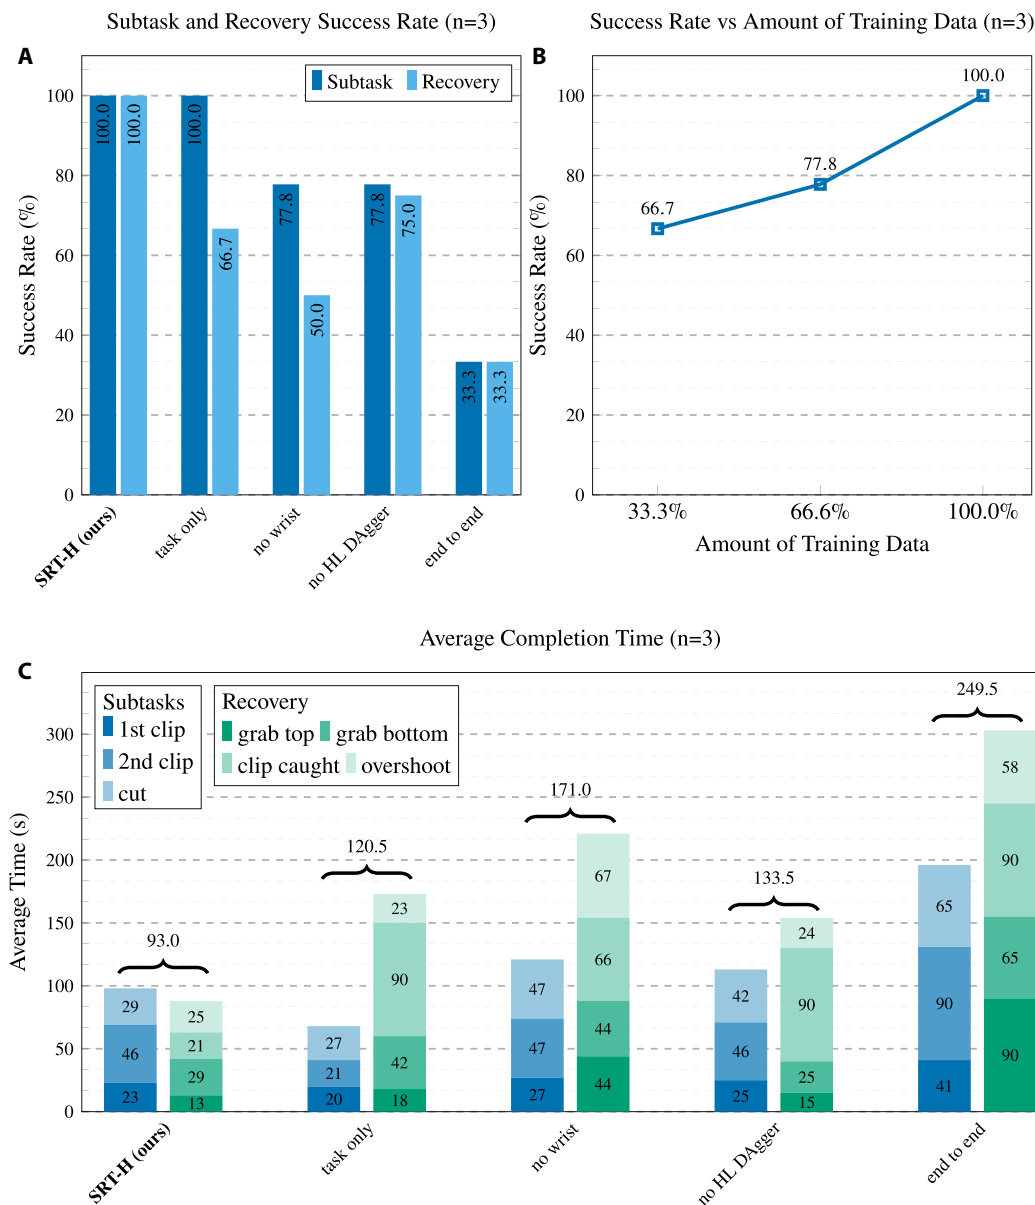 Subtask and Recovery Success Rate (n=3)
A
Success Rate (%)
100
80
60
40
20
0
Subtask
Recovery
100.0
100.0
100.0
66.7
77.8
50.0
77.8
75.0
33.3
33.3
SRT-H (ours)
task only
no wrist
no HL DAgger
end to end
Success Rate vs Amount of Training Data (n=3)
B
Success Rate (%)
100
80
60
40
20
0
66.7
77.8
100.0
33.3%
66.6%
100.0%
Amount of Training Data
Average Completion Time (n=3)
C
Average Time (s)
300
250
200
150
100
50
0
Subtasks
1st clip
2nd clip
cut
Recovery
grab top
grab bottom
clip caught
overshoot
93.0
29
46
23
25
21
29
13
120.5
27
21
20
23
90
42
18
171.0
47
47
27
67
66
44
44
133.5
42
46
25
24
90
25
15
249.5
65
90
41
58
90
65
90
SRT-H (ours)
task only
no wrist
no HL DAgger
end to end